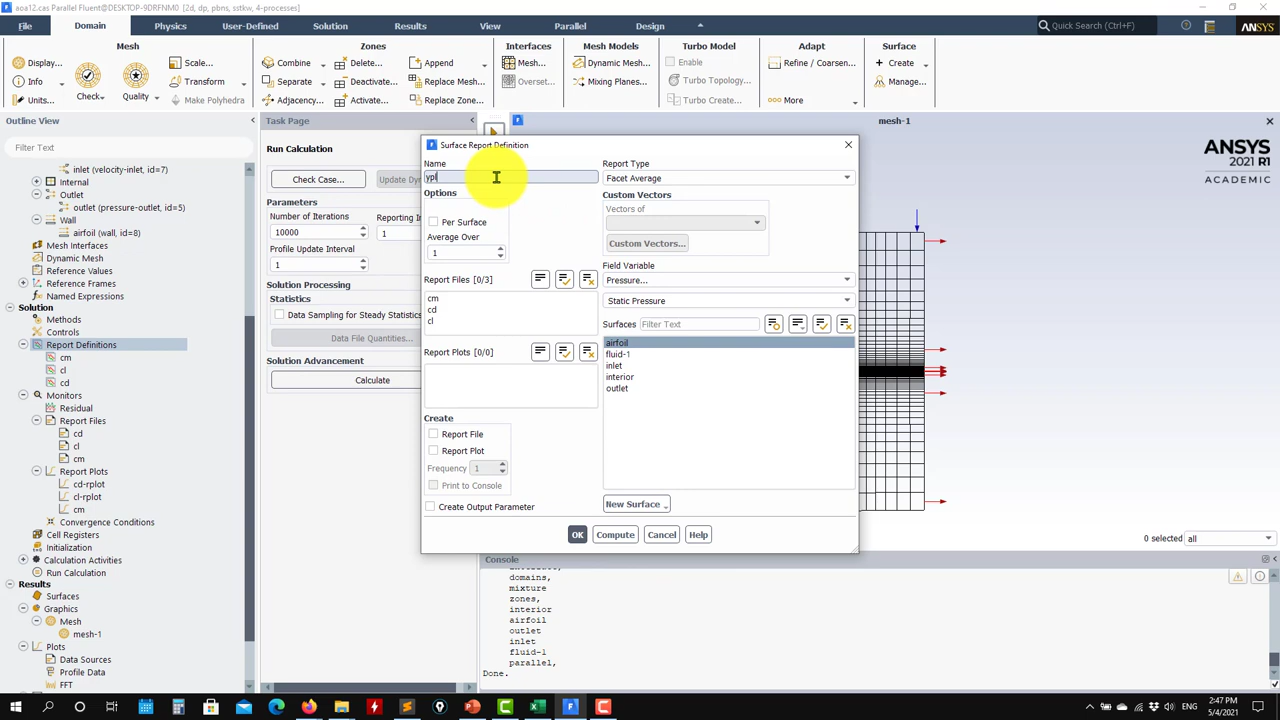 aoa12.cas Parallel Fluent@DESKTOP-9DRFNM0 [2d, dp, pbns, sstkw, 4-processes]
File Domain Physics User-Defined Solution Results View Parallel Design
Quick Search (Ctrl+F)
ANSYS
Mesh Zones Interfaces Mesh Models Turbo Model Adapt Surface
Display... Scale... Combine Delete... Append Mesh... Dynamic Mesh... Enable Refine / Coarsen... Create
Info Check Quality Transform Separate Deactivate... Replace Mesh... Overset... Mixing Planes... Turbo Topology... Manage...
Units... Make Polyhedra Adjacency... Activate... Replace Zone... Turbo Create... More
Outline View
Filter Text
inlet (velocity-inlet, id=7)
Internal
Outlet
outlet (pressure-outlet, id=5)
Wall
airfoil (wall, id=8)
Mesh Interfaces
Dynamic Mesh
Reference Values
Reference Frames
Named Expressions
Solution
Methods
Controls
Report Definitions
cm
cl
cd
Monitors
Residual
Report Files
cd
cl
cm
Report Plots
cd-rplot
cl-rplot
cm
Convergence Conditions
Cell Registers
Initialization
Calculation Activities
Run Calculation
Results
Surfaces
Graphics
Mesh
mesh-1
Plots
Data Sources
Profile Data
FFT
Task Page
Run Calculation
Check Case... Update Dyn
Parameters
Number of Iterations Reporting In
10000 1
Profile Update Interval
1
Solution Processing
Statistics
Data Sampling for Steady Statistics
Data File Quantities...
Solution Advancement
Calculate
mesh-1
ANSYS
2021 R1
ACADEMIC
Surface Report Definition
Name
ypl
Options
Per Surface
Average Over
1
Report Files [0/3]
cm
cd
cl
Report Plots [0/0]
Create
Report File
Report Plot
Frequency 1
Print to Console
Create Output Parameter
Report Type
Facet Average
Custom Vectors
Vectors of
Custom Vectors...
Field Variable
Pressure...
Static Pressure
Surfaces Filter Text
airfoil
fluid-1
inlet
interior
outlet
New Surface
OK Compute Cancel Help
0 selected all
Console
domains,
mixture
zones,
interior
airfoil
outlet
inlet
fluid-1
parallel,
Done.
ENG
2:47 PM
5/4/2021